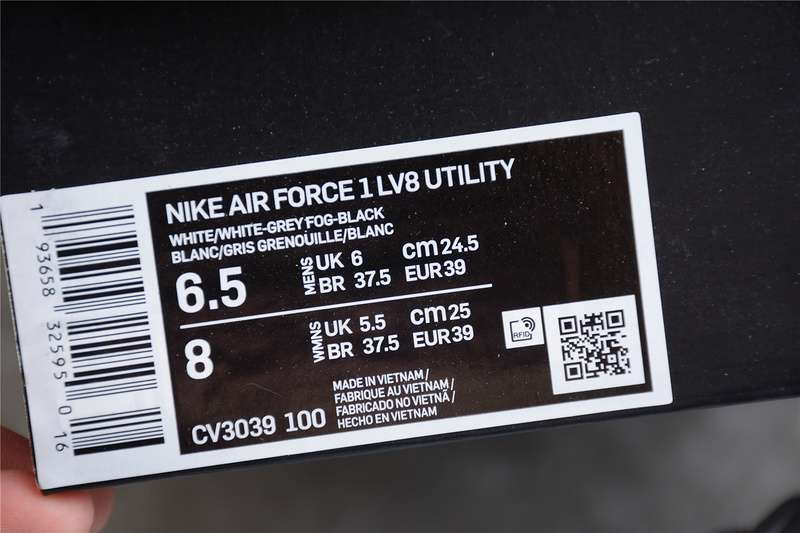 NIKE AIR FORCE 1 LV8 UTILITY
WHITE/WHITE-GREY FOG-BLACK
BLANC/GRIS GRENOUILLE/BLANC
6.5 MENS UK 6 cm 24.5
BR 37.5 EUR 39
8 WMNS UK 5.5 cm 25
BR 37.5 EUR 39
RFID
MADE IN VIETNAM /
FABRIQUE AU VIETNAM /
FABRICADO NO VIETNÃ /
HECHO EN VIETNAM
CV3039 100
1 93658 32595 0 16